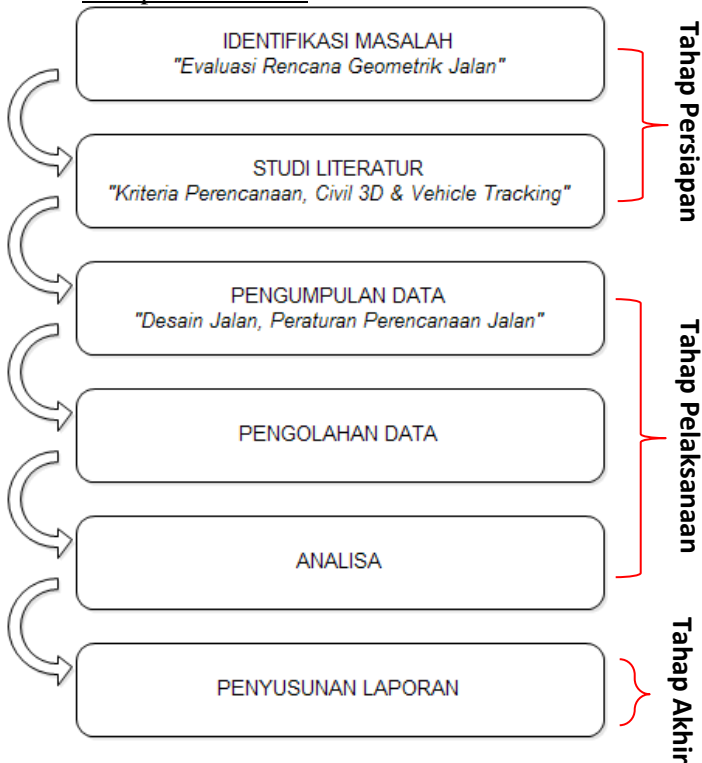 IDENTIFIKASI MASALAH
"Evaluasi Rencana Geometrik Jalan"
STUDI LITERATUR
"Kriteria Perencanaan, Civil 3D & Vehicle Tracking"
Tahap Persiapan
PENGUMPULAN DATA
"Desain Jalan, Peraturan Perencanaan Jalan"
PENGOLAHAN DATA
ANALISA
Tahap Pelaksanaan
PENYUSUNAN LAPORAN
Tahap Akhir